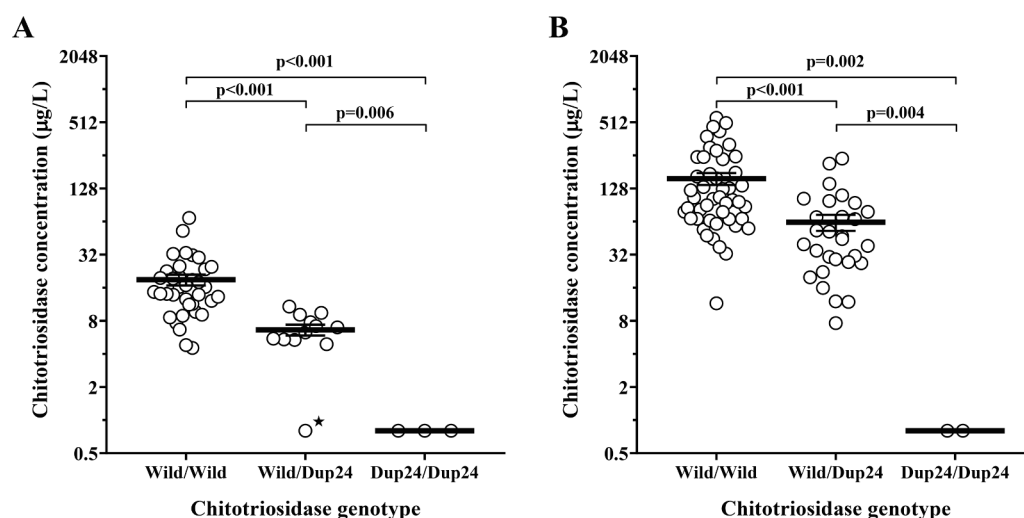 A
2048
512
128
32
8
2
0.5
Chitotriosidase concentration (µg/L)
p<0.001
p<0.001
p=0.006
Wild/Wild
Wild/Dup24
Dup24/Dup24
Chitotriosidase genotype
B
2048
512
128
32
8
2
0.5
Chitotriosidase concentration (µg/L)
p=0.002
p<0.001
p=0.004
Wild/Wild
Wild/Dup24
Dup24/Dup24
Chitotriosidase genotype